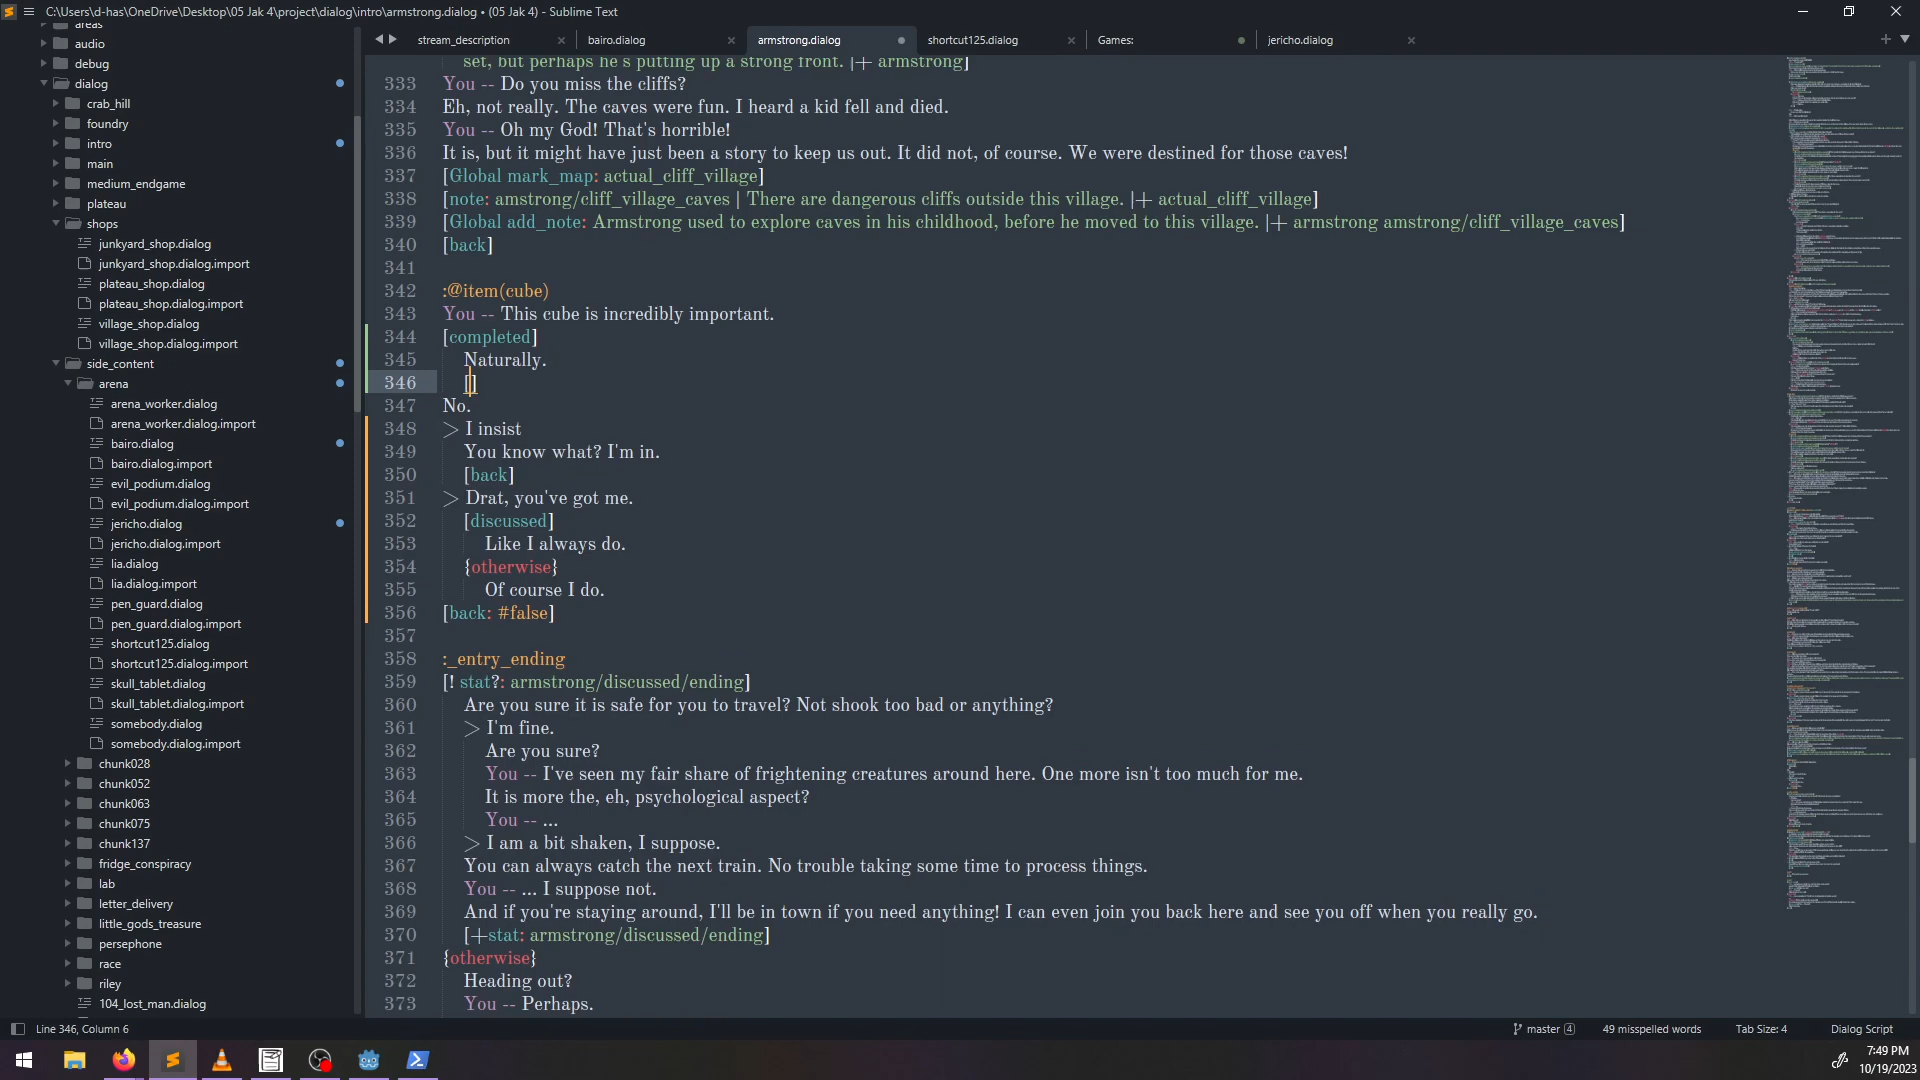 C:\Users\d-has\OneDrive\Desktop\05 Jak 4\project\dialog\intro\armstrong.dialog • (05 Jak 4) - Sublime Text
areas
audio
debug
dialog
crab_hill
foundry
intro
main
medium_endgame
plateau
shops
junkyard_shop.dialog
junkyard_shop.dialog.import
plateau_shop.dialog
plateau_shop.dialog.import
village_shop.dialog
village_shop.dialog.import
side_content
arena
arena_worker.dialog
arena_worker.dialog.import
bairo.dialog
bairo.dialog.import
evil_podium.dialog
evil_podium.dialog.import
jericho.dialog
jericho.dialog.import
lia.dialog
lia.dialog.import
pen_guard.dialog
pen_guard.dialog.import
shortcut125.dialog
shortcut125.dialog.import
skull_tablet.dialog
skull_tablet.dialog.import
somebody.dialog
somebody.dialog.import
chunk028
chunk052
chunk063
chunk075
chunk137
fridge_conspiracy
lab
letter_delivery
little_gods_treasure
persephone
race
riley
104_lost_man.dialog
stream_description
bairo.dialog
armstrong.dialog
shortcut125.dialog
Games:
jericho.dialog
set, but perhaps he's putting up a strong front. |+ armstrong]
333 You -- Do you miss the cliffs?
334 Eh, not really. The caves were fun. I heard a kid fell and died.
335 You -- Oh my God! That's horrible!
336 It is, but it might have just been a story to keep us out. It did not, of course. We were destined for those caves!
337 [Global mark_map: actual_cliff_village]
338 [note: amstrong/cliff_village_caves | There are dangerous cliffs outside this village. |+ actual_cliff_village]
339 [Global add_note: Armstrong used to explore caves in his childhood, before he moved to this village. |+ armstrong amstrong/cliff_village_caves]
340 [back]
341
342 :@item(cube)
343 You -- This cube is incredibly important.
344 [completed]
345 Naturally.
346 []
347 No.
348 > I insist
349 You know what? I'm in.
350 [back]
351 > Drat, you've got me.
352 [discussed]
353 Like I always do.
354 {otherwise}
355 Of course I do.
356 [back: #false]
357
358 :_entry_ending
359 [! stat?: armstrong/discussed/ending]
360 Are you sure it is safe for you to travel? Not shook too bad or anything?
361 > I'm fine.
362 Are you sure?
363 You -- I've seen my fair share of frightening creatures around here. One more isn't too much for me.
364 It is more the, eh, psychological aspect?
365 You -- ...
366 > I am a bit shaken, I suppose.
367 You can always catch the next train. No trouble taking some time to process things.
368 You -- ... I suppose not.
369 And if you're staying around, I'll be in town if you need anything! I can even join you back here and see you off when you really go.
370 [+stat: armstrong/discussed/ending]
371 {otherwise}
372 Heading out?
373 You -- Perhaps.
Line 346, Column 6
master 4
49 misspelled words
Tab Size: 4
Dialog Script
7:49 PM
10/19/2023